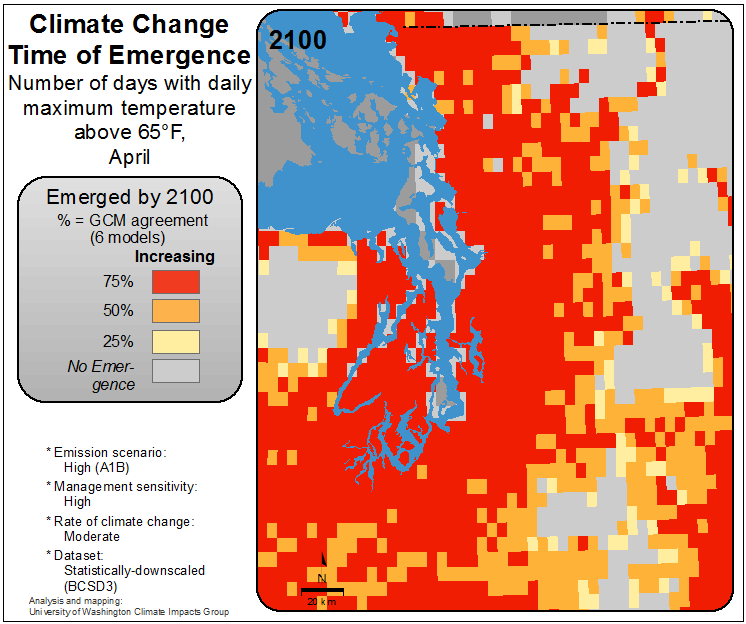 Climate Change
Time of Emergence
Number of days with daily
maximum temperature
above 65°F,
April
Emerged by 2100
% = GCM agreement
(6 models)
Increasing
75%
50%
25%
No Emer-
gence
* Emission scenario:
High (A1B)
* Management sensitivity:
High
* Rate of climate change:
Moderate
* Dataset:
Statistically-downscaled
(BCSD3)
Analysis and mapping:
University of Washington Climate Impacts Group
2100
N
20 km